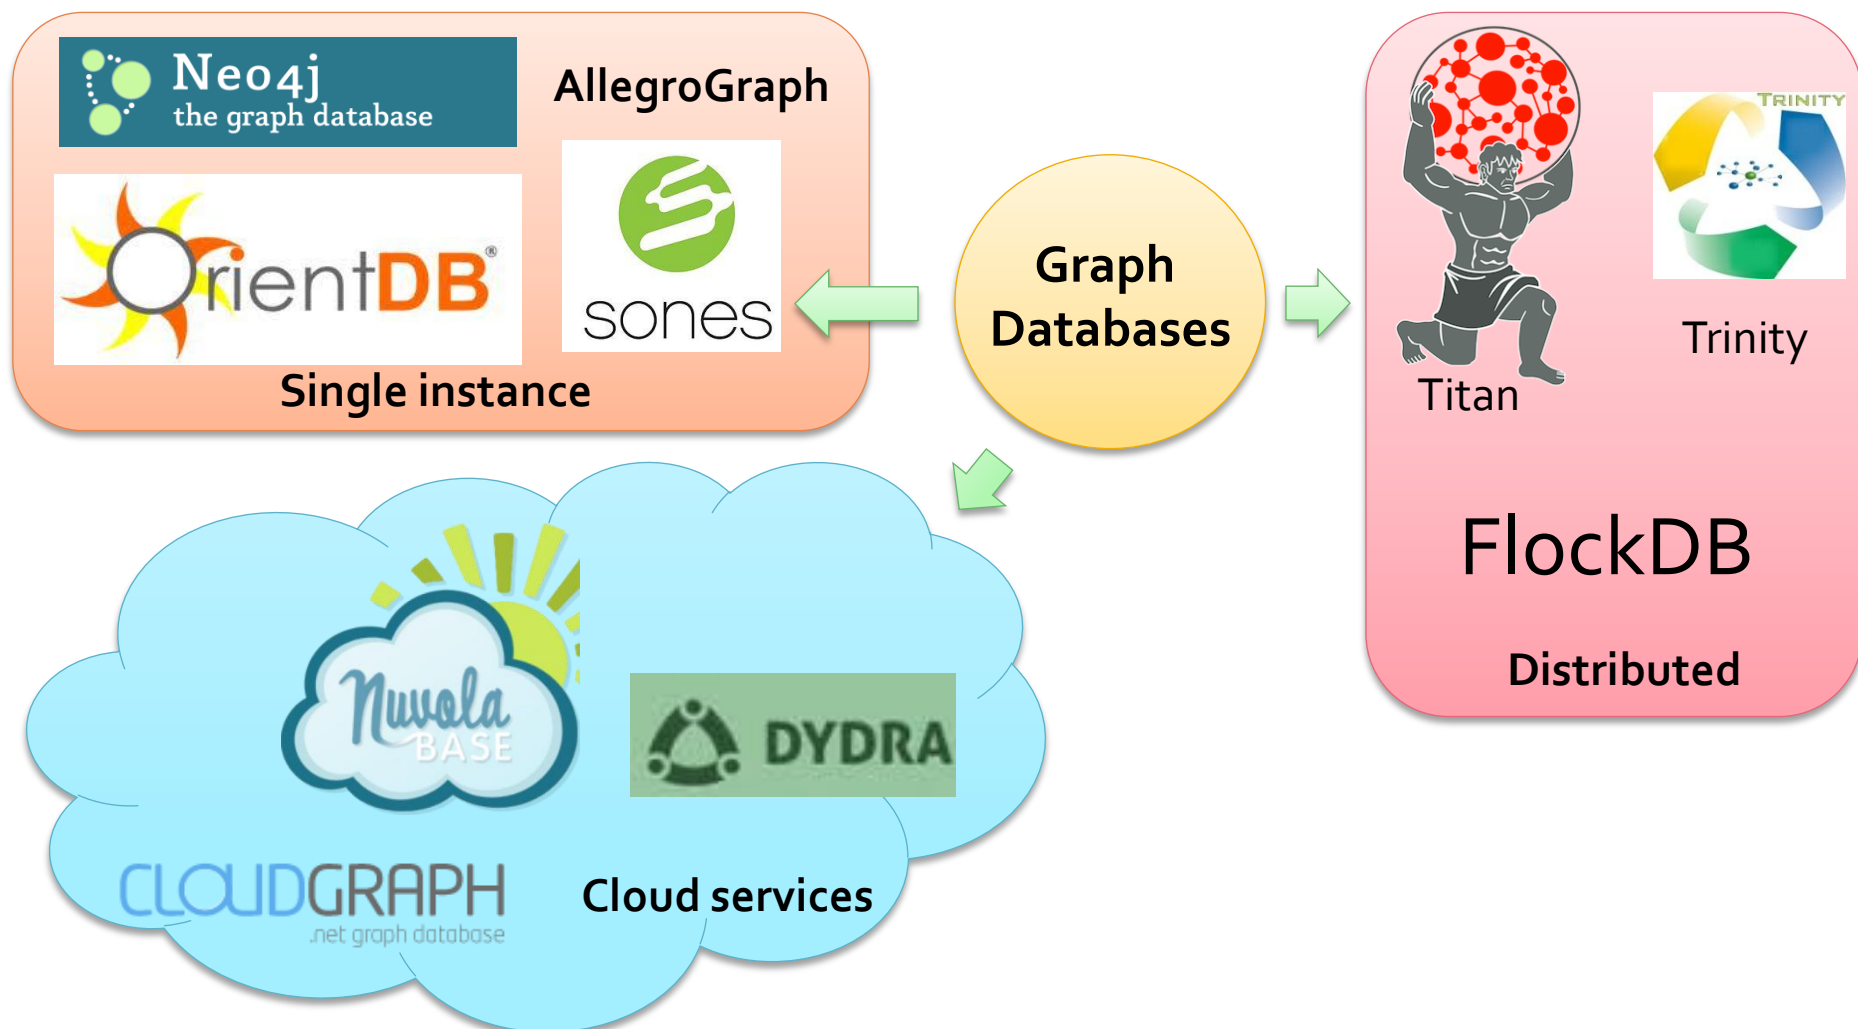 Neo4j
the graph database
AllegroGraph
OrientDB®
sones
Single instance
Graph
Databases
TRINITY
Trinity
Titan
FlockDB
Distributed
nuvola
BASE
DYDRA
CLOUDGRAPH
.net graph database
Cloud services